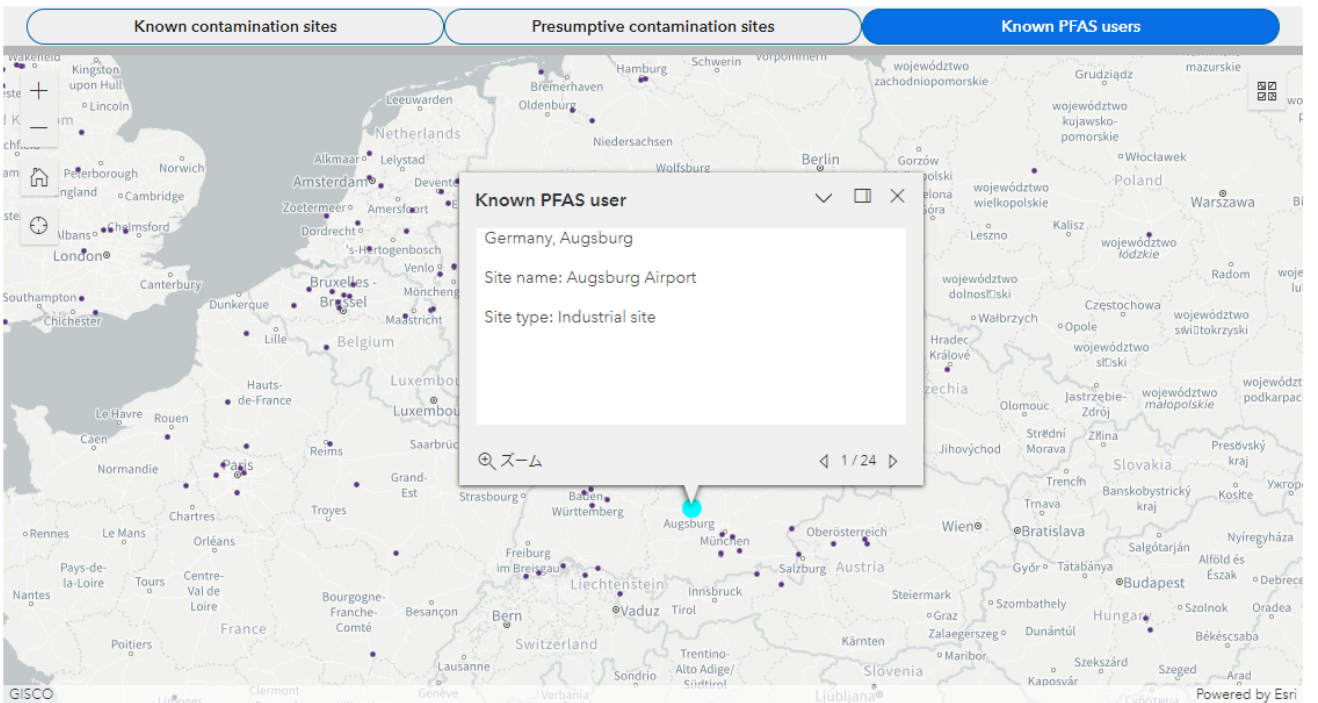 Known contamination sites
Presumptive contamination sites
Known PFAS users
Kingston
upon Hull
Lincoln
Peterborough
Norwich
England
Cambridge
Chelmsford
London
Southampton
Chichester
Canterbury
Leeuwarden
Netherlands
Alkmaar
Lelystad
Amsterdam
Zoetermeer
Amersfoort
Dordrecht
's-Hertogenbosch
Venlo
Bruxelles -
Brussel
Dunkerque
Maastricht
Lille
Belgium
Hamburg
Schwerin
Bremerhaven
Oldenburg
Niedersachsen
Wolfsburg
Berlin
województwo
zachodniopomorskie
Grudziądz
mazurskie
województwo
kujawsko-
pomorskie
Włocławek
Poland
Gorzów
województwo
wielkopolskie
Warszawa
Kalisz
Leszno
województwo
łódzkie
Radom
województwo
Częstochowa
Wałbrzych
Opole
województwo
Hradec
Králové
województwo
Known PFAS user
Germany, Augsburg
Site name: Augsburg Airport
Site type: Industrial site
ズーム
1 / 24
Hauts-
de-France
Le Havre
Rouen
Caen
Reims
Paris
Normandie
Grand-
Est
Strasbourg
Baden-
Württemberg
Augsburg
München
Chartres
Troyes
Rennes
Le Mans
Orléans
Freiburg
im Breisgau
Liechtenstein
Salzburg
Austria
Oberösterreich
Wien
Bratislava
Olomouc
Jastrzębie-
Zdrój
województwo
małopolskie
Jihovýchod
Střední
Morava
Žilina
Prešovský
kraj
Slovakia
Trenčín
Trnava
Banskobystrický
kraj
Košice
Salgótarján
Nyíregyháza
Győr
Tatabánya
Budapest
Alföld és
Észak
Pays-de-
la-Loire
Nantes
Tours
Centre-
Val de
Loire
Bourgogne-
Franche-
Comté
Besançon
Bern
Vaduz
Innsbruck
Tirol
Steiermark
Graz
Szombathely
Hungary
Szolnok
Oradea
France
Poitiers
Switzerland
Kärnten
Zalaegerszeg
Dunántúl
Békéscsaba
Maribor
Lausanne
Sondrio
Trentino-
Alto Adige/
Südtirol
Slovenia
Szekszárd
Kaposvár
Szeged
Arad
GISCO
Limoges
Clermont-
Genève
Verbania
Ljubljana
Powered by Esri